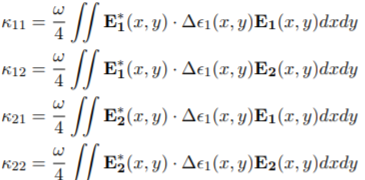 κ₁₁ = ω/4 ∬ E₁*(x, y) · Δϵ₁(x, y)E₁(x, y)dxdy
κ₁₂ = ω/4 ∬ E₁*(x, y) · Δϵ₁(x, y)E₂(x, y)dxdy
κ₂₁ = ω/4 ∬ E₂*(x, y) · Δϵ₁(x, y)E₁(x, y)dxdy
κ₂₂ = ω/4 ∬ E₂*(x, y) · Δϵ₁(x, y)E₂(x, y)dxdy